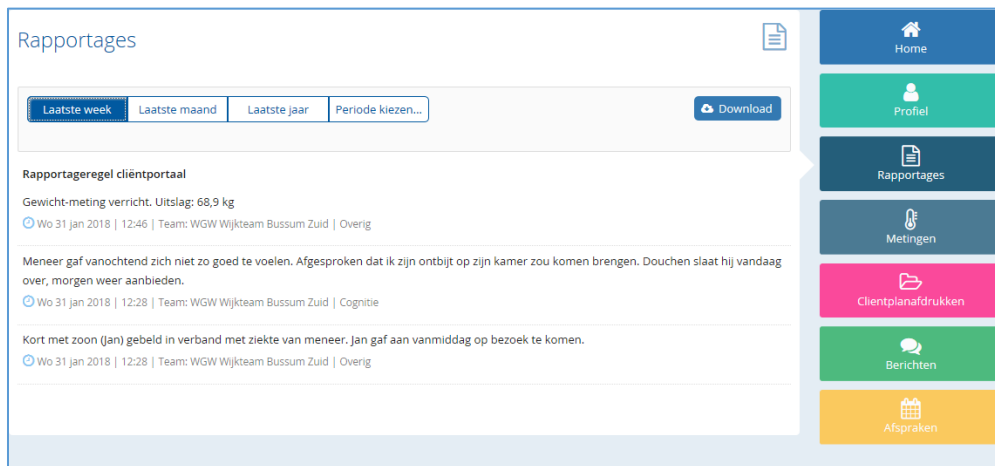 Rapportages
Laatste week
Laatste maand
Laatste jaar
Periode kiezen...
Download
Rapportageregel cliëntportaal
Gewicht-meting verricht. Uitslag: 68,9 kg
Wo 31 jan 2018 | 12:46 | Team: WGW Wijkteam Bussum Zuid | Overig
Meneer gaf vanochtend zich niet zo goed te voelen. Afgesproken dat ik zijn ontbijt op zijn kamer zou komen brengen. Douchen slaat hij vandaag
over, morgen weer aanbieden.
Wo 31 jan 2018 | 12:28 | Team: WGW Wijkteam Bussum Zuid | Cognitie
Kort met zoon (Jan) gebeld in verband met ziekte van meneer. Jan gaf aan vanmiddag op bezoek te komen.
Wo 31 jan 2018 | 12:28 | Team: WGW Wijkteam Bussum Zuid | Overig
Home
Profiel
Rapportages
Metingen
Clientplanafdrukken
Berichten
Afspraken